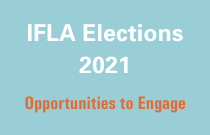 IFLA Elections
2021
Opportunities to Engage